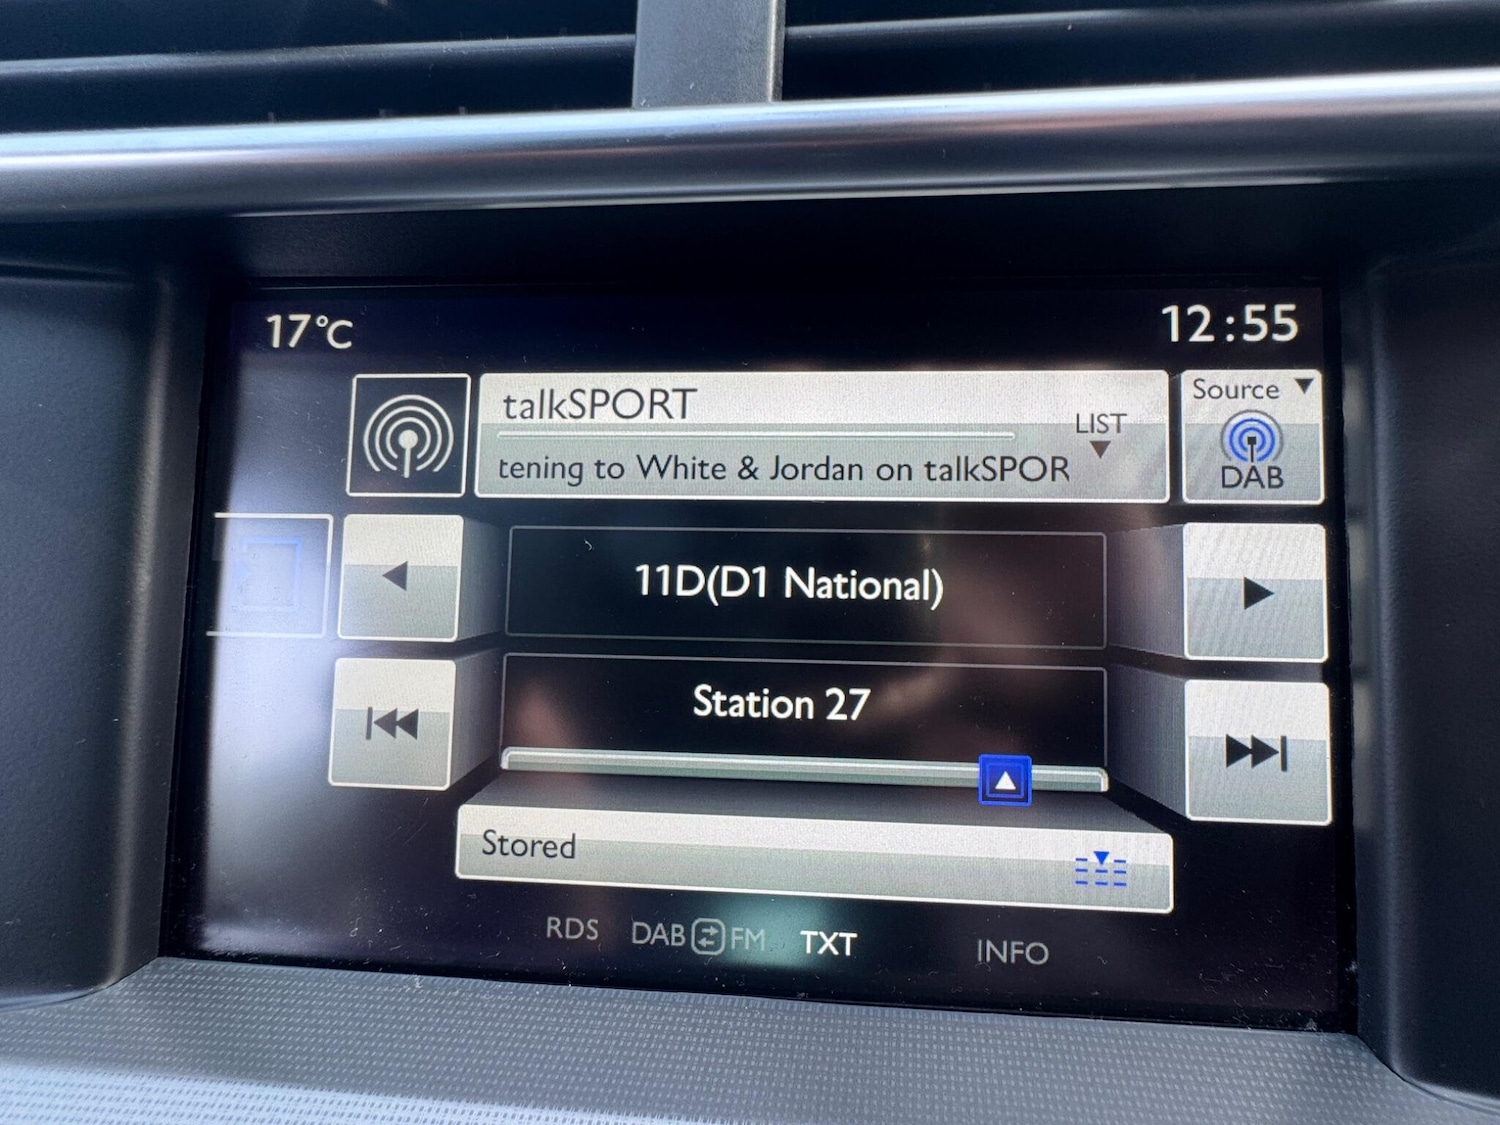 17°C
12:55
talkSPORT
LIST
tening to White & Jordan on talkSPOR
Source
DAB
11D(D1 National)
Station 27
Stored
RDS DAB FM TXT INFO